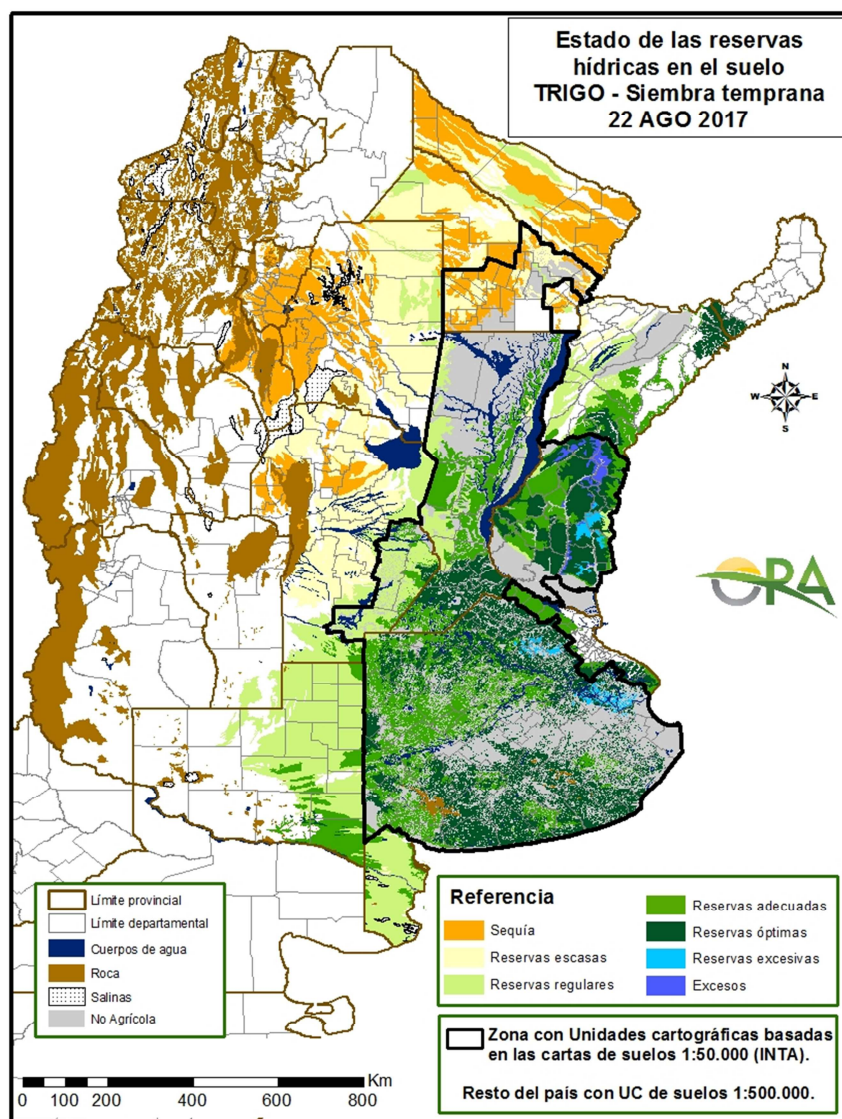 Estado de las reservas
hídricas en el suelo
TRIGO - Siembra temprana
22 AGO 2017
N
W E
S
ORA
Límite provincial
Límite departamental
Cuerpos de agua
Roca
Salinas
No Agrícola
Referencia
Sequía
Reservas escasas
Reservas regulares
Reservas adecuadas
Reservas óptimas
Reservas excesivas
Excesos
Zona con Unidades cartográficas basadas
en las cartas de suelos 1:50.000 (INTA).
Resto del país con UC de suelos 1:500.000.
Km
0 100 200 400 600 800